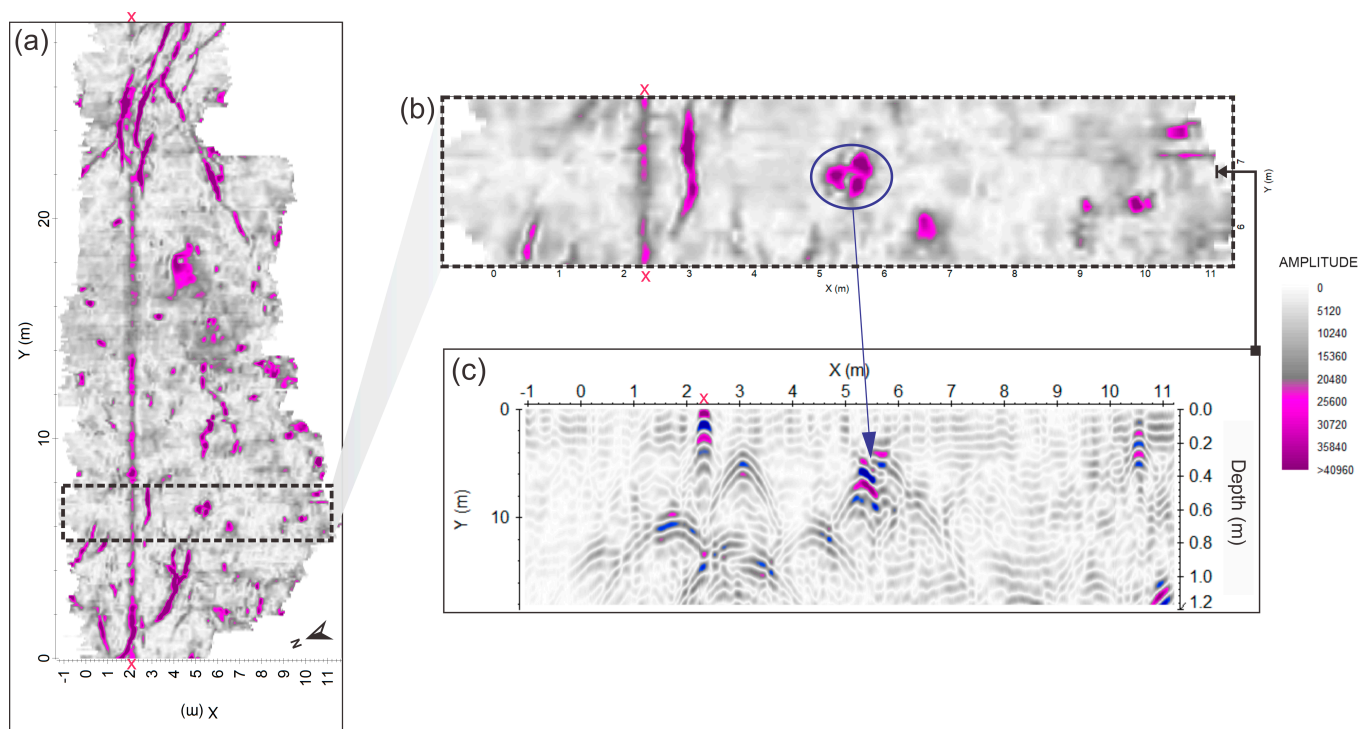 (a)
X
Y (m)
20
10
0
X
-1 0 1 2 3 4 5 6 7 8 9 10 11
X (m)
N
(b)
X
7
6
Y (m)
0 1 2 3 4 5 6 7 8 9 10 11
X
X (m)
AMPLITUDE
0
5120
10240
15360
20480
25600
30720
35840
>40960
(c)
X (m)
-1 0 1 2 3 4 5 6 7 8 9 10 11
X
0
10
Y (m)
0.0
0.2
0.4
0.6
0.8
1.0
1.2
Depth (m)